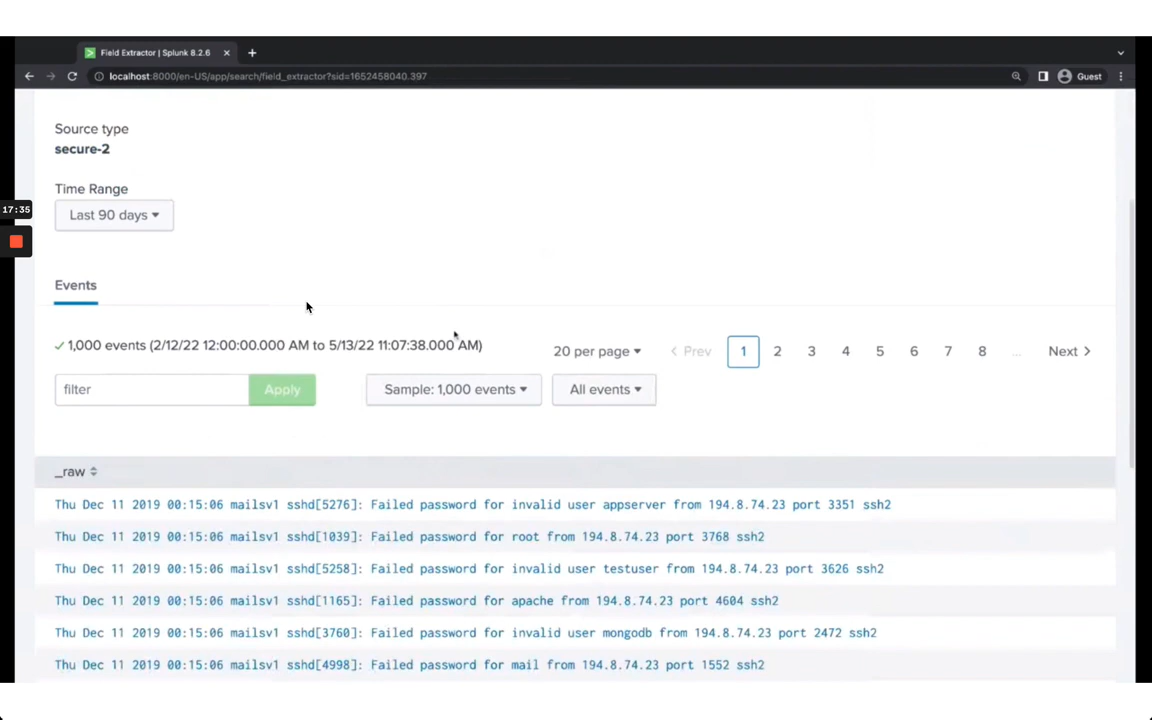 Field Extractor | Splunk 8.2.6
localhost:8000/en-US/app/search/field_extractor?sid=1652458040.397
Guest
Source type
secure-2
Time Range
17:35
Last 90 days
Events
1,000 events (2/12/22 12:00:00.000 AM to 5/13/22 11:07:38.000 AM)
20 per page
Prev 1 2 3 4 5 6 7 8 ... Next
filter Apply Sample: 1,000 events All events
_raw
Thu Dec 11 2019 00:15:06 mailsv1 sshd[5276]: Failed password for invalid user appserver from 194.8.74.23 port 3351 ssh2
Thu Dec 11 2019 00:15:06 mailsv1 sshd[1039]: Failed password for root from 194.8.74.23 port 3768 ssh2
Thu Dec 11 2019 00:15:06 mailsv1 sshd[5258]: Failed password for invalid user testuser from 194.8.74.23 port 3626 ssh2
Thu Dec 11 2019 00:15:06 mailsv1 sshd[1165]: Failed password for apache from 194.8.74.23 port 4604 ssh2
Thu Dec 11 2019 00:15:06 mailsv1 sshd[3760]: Failed password for invalid user mongodb from 194.8.74.23 port 2472 ssh2
Thu Dec 11 2019 00:15:06 mailsv1 sshd[4998]: Failed password for mail from 194.8.74.23 port 1552 ssh2